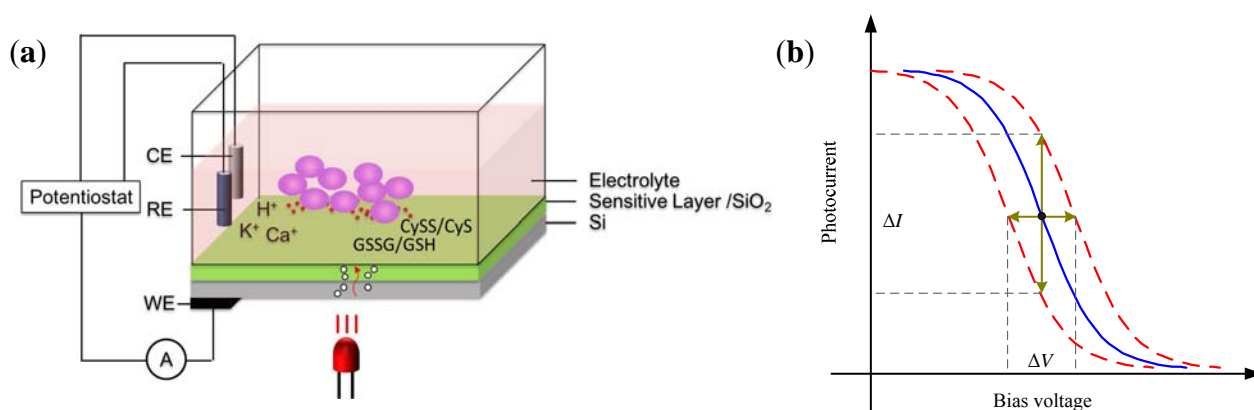 (a)
CE
Potentiostat
RE
H⁺
K⁺
Ca⁺
CySS/CyS
GSSG/GSH
Electrolyte
Sensitive Layer /SiO₂
Si
WE
A
(b)
Photocurrent
ΔI
ΔV
Bias voltage